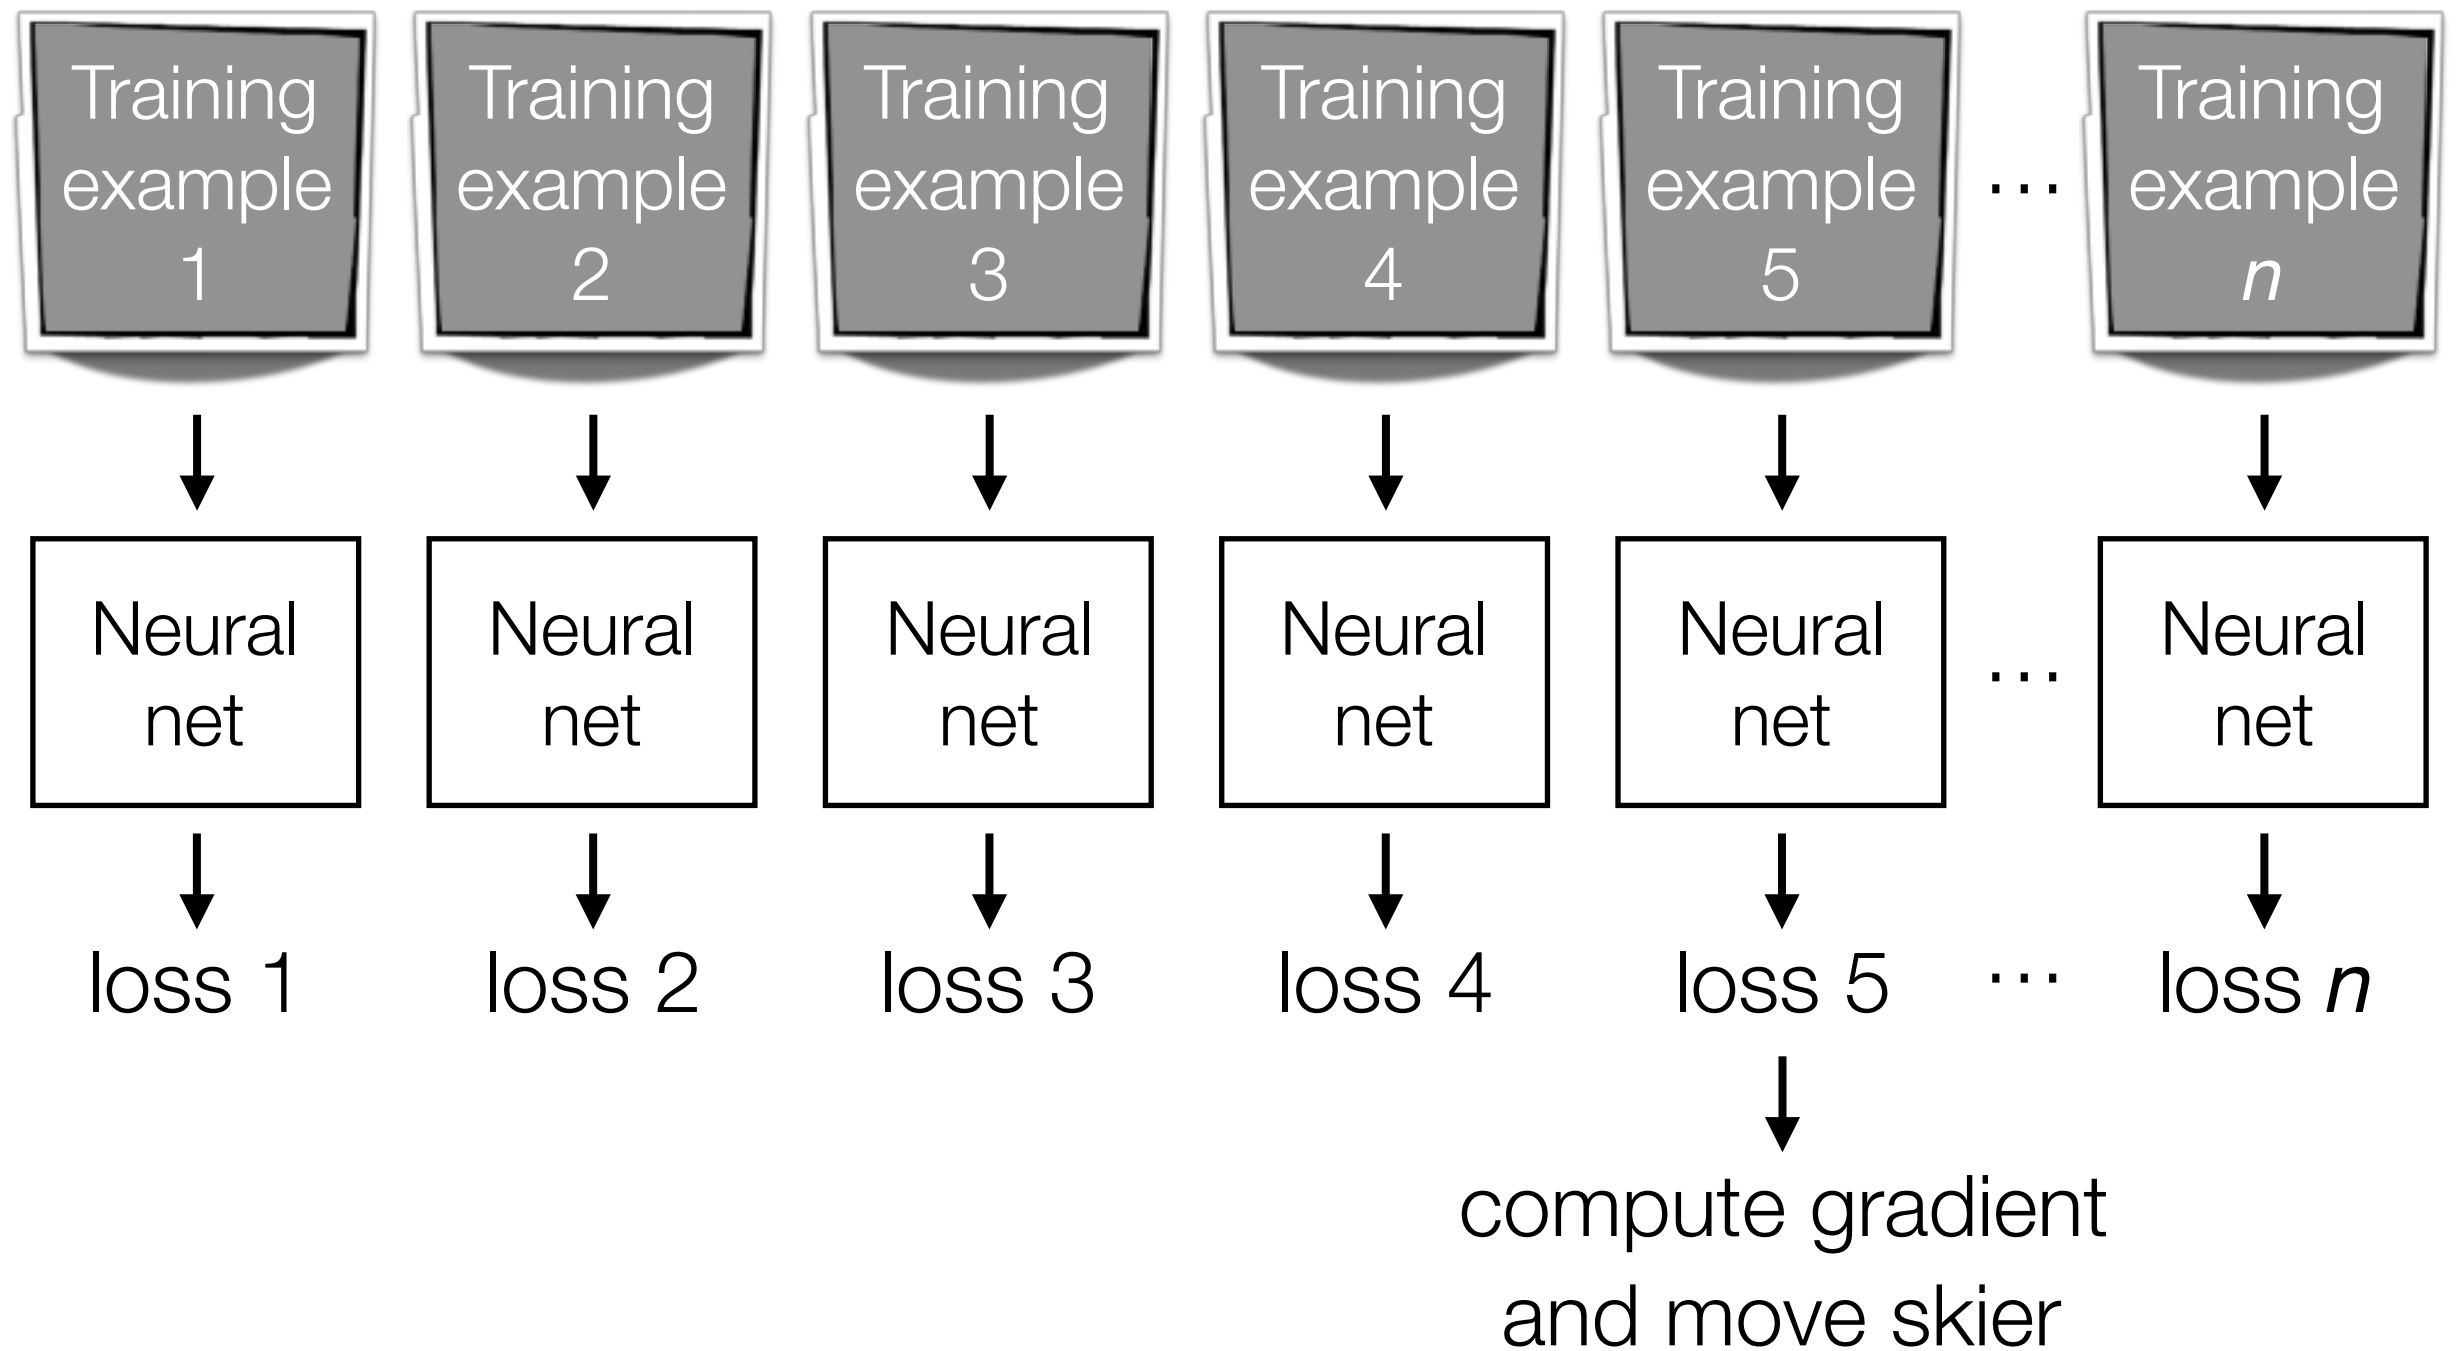 Training example 1
Training example 2
Training example 3
Training example 4
Training example 5
...
Training example n
Neural net
Neural net
Neural net
Neural net
Neural net
...
Neural net
loss 1
loss 2
loss 3
loss 4
loss 5
...
loss n
compute gradient
and move skier